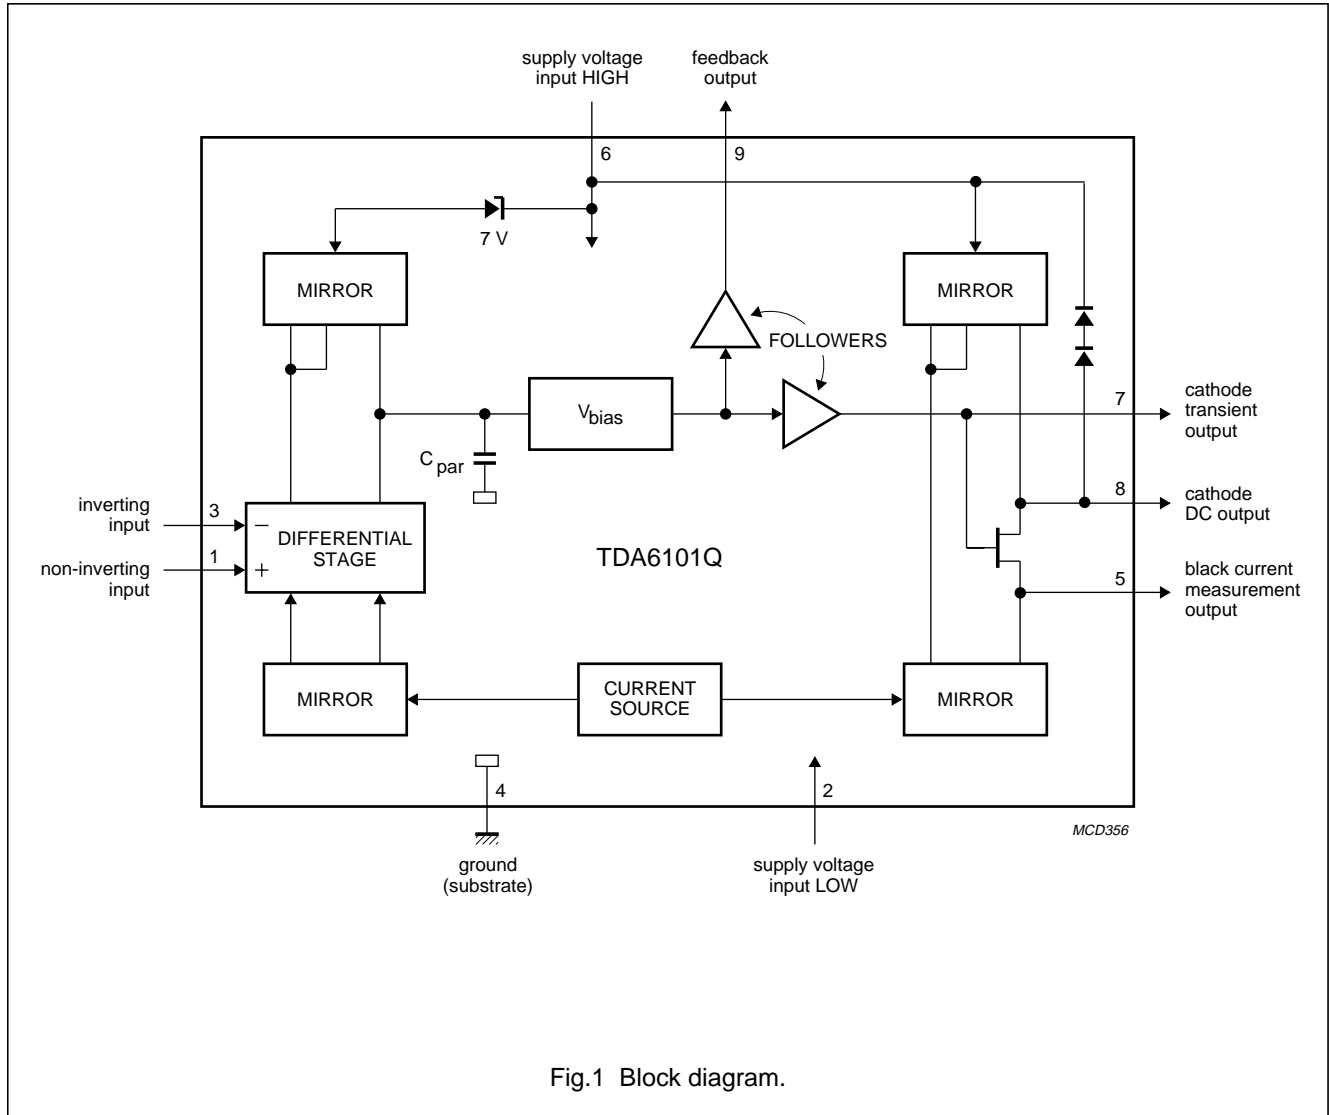 supply voltage
input HIGH
feedback
output
6
9
7 V
MIRROR
MIRROR
FOLLOWERS
Vbias
7
cathode
transient
output
Cpar
inverting
input
3
−
DIFFERENTIAL
STAGE
8
cathode
DC output
non-inverting
input
1
+
TDA6101Q
5
black current
measurement
output
MIRROR
CURRENT
SOURCE
MIRROR
4
2
MCD356
ground
(substrate)
supply voltage
input LOW
Fig.1 Block diagram.